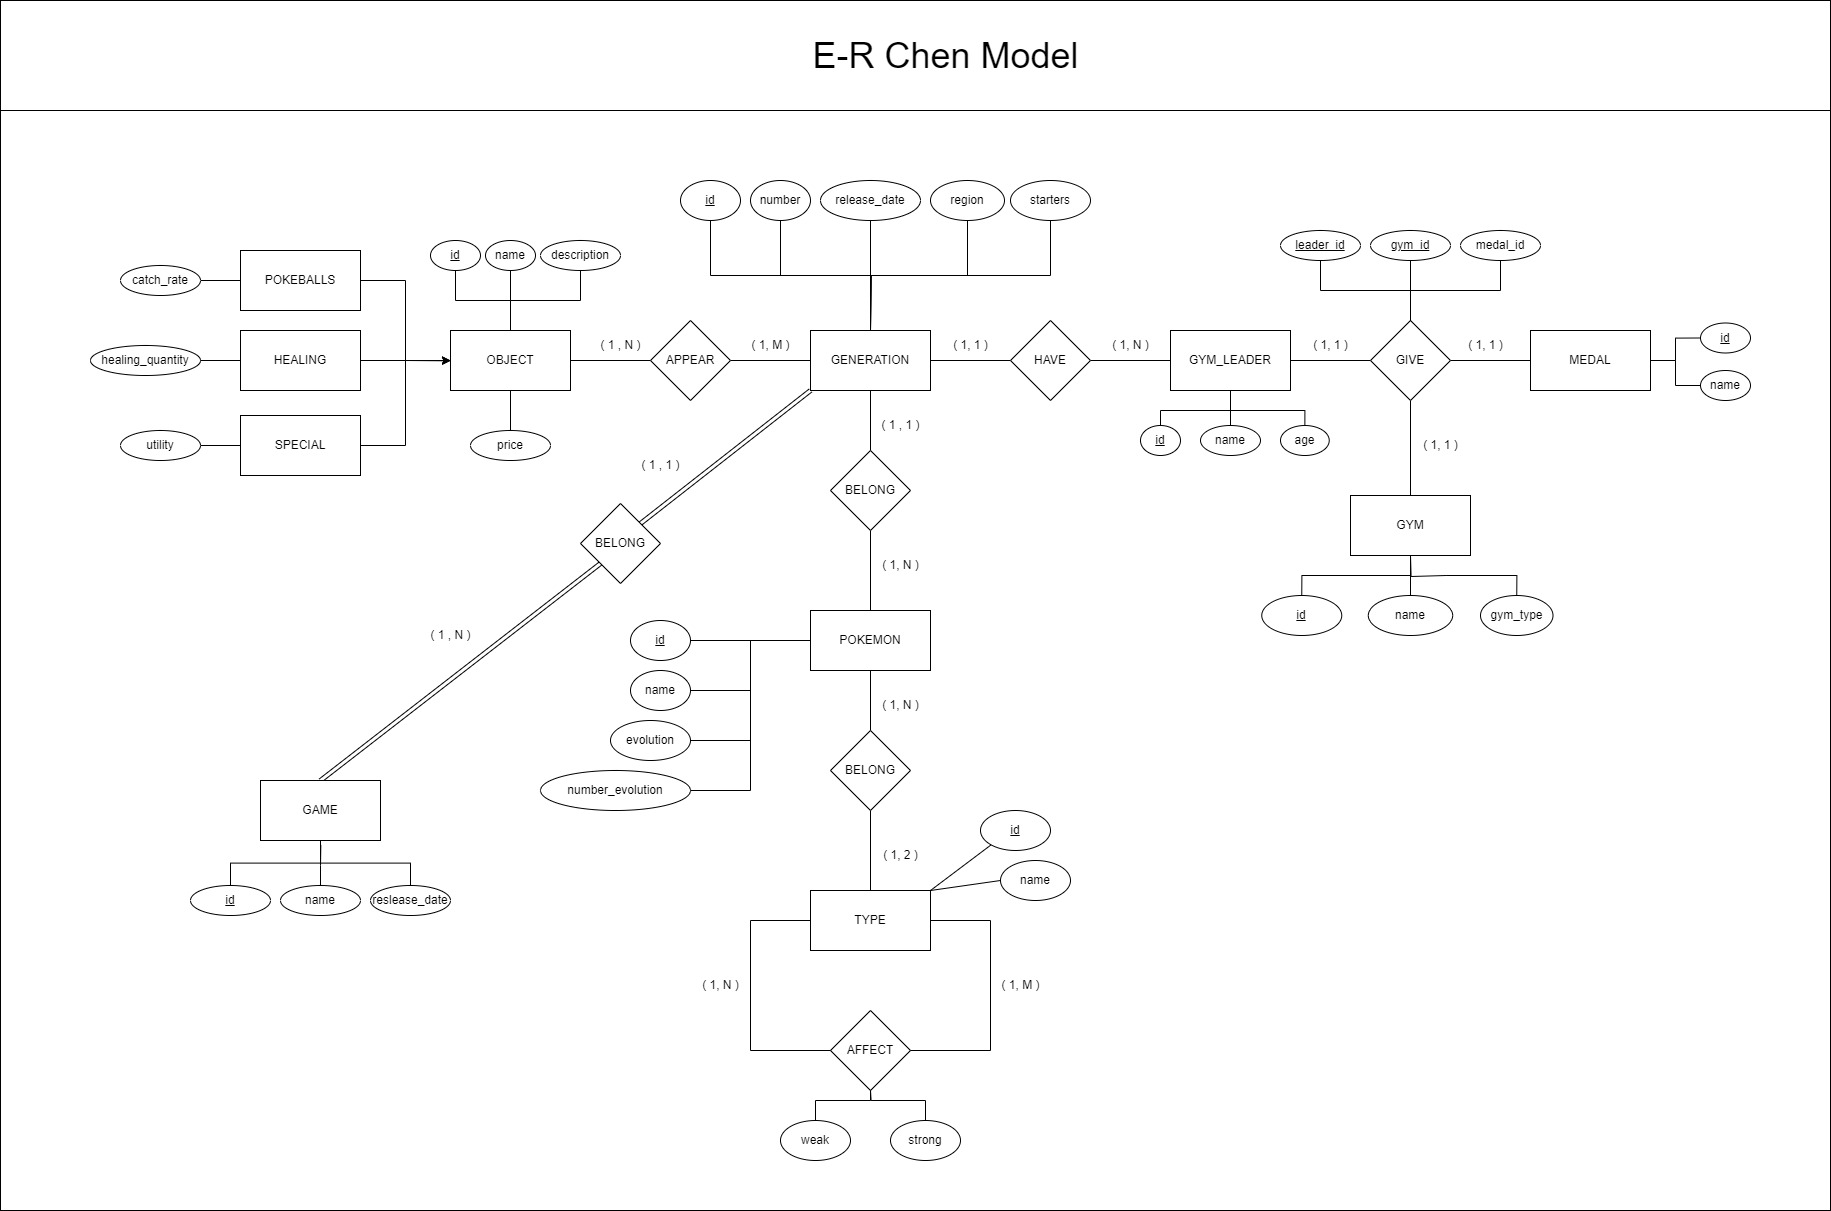 E-R Chen Model
id
number
release_date
region
starters
leader_id
gym_id
medal_id
id
name
description
catch_rate
POKEBALLS
healing_quantity
HEALING
utility
SPECIAL
OBJECT
price
( 1 , N )
APPEAR
( 1, M )
GENERATION
( 1, 1 )
HAVE
( 1, N )
GYM_LEADER
( 1, 1 )
GIVE
( 1, 1 )
MEDAL
id
name
id
name
age
( 1, 1 )
GYM
id
name
gym_type
( 1 , 1 )
BELONG
( 1, N )
( 1 , 1 )
BELONG
( 1 , N )
GAME
id
name
reslease_date
POKEMON
id
name
evolution
number_evolution
( 1, N )
BELONG
( 1, 2 )
id
name
TYPE
( 1, N )
( 1, M )
AFFECT
weak
strong